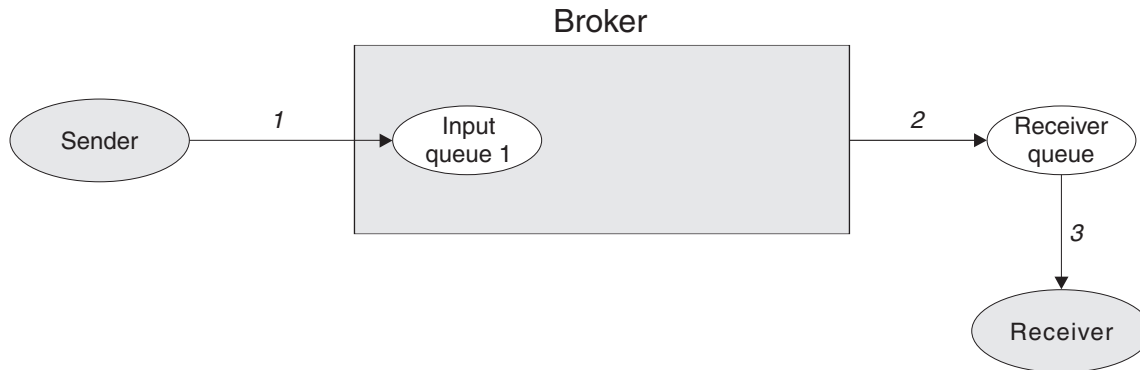 Broker
Sender
1
Input
queue 1
2
Receiver
queue
3
Receiver